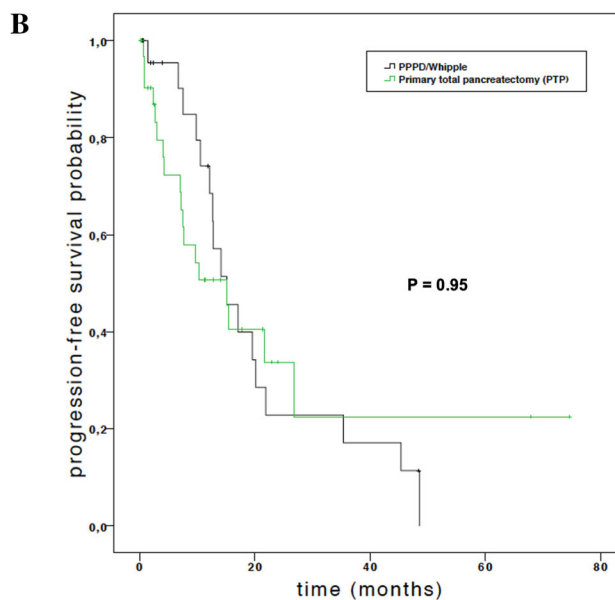 B
PPPD/Whipple
Primary total pancreatectomy (PTP)
progression-free survival probability
1,0
0,8
0,6
0,4
0,2
0,0
P = 0.95
0 20 40 60 80
time (months)